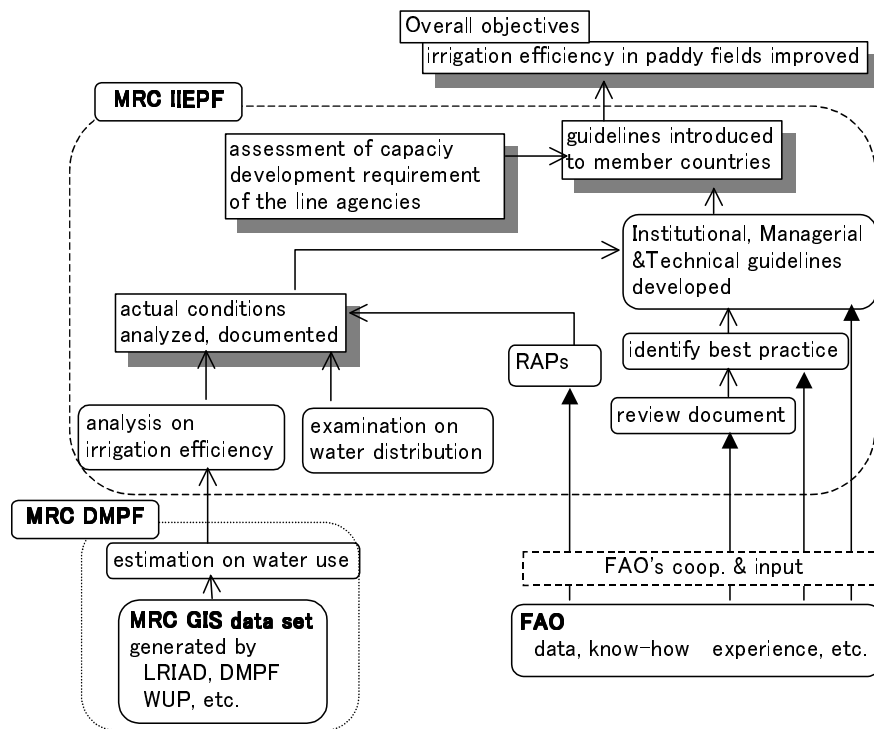 Overall objectives
irrigation efficiency in paddy fields improved
MRC IIEPF
guidelines introduced
to member countries
assessment of capaciy
development requirement
of the line agencies
Institutional, Managerial
&Technical guidelines
developed
actual conditions
analyzed, documented
RAPs
identify best practice
review document
analysis on
irrigation efficiency
examination on
water distribution
MRC DMPF
estimation on water use
FAO's coop. & input
MRC GIS data set
generated by
LRIAD, DMPF
WUP, etc.
FAO
data, know-how experience, etc.